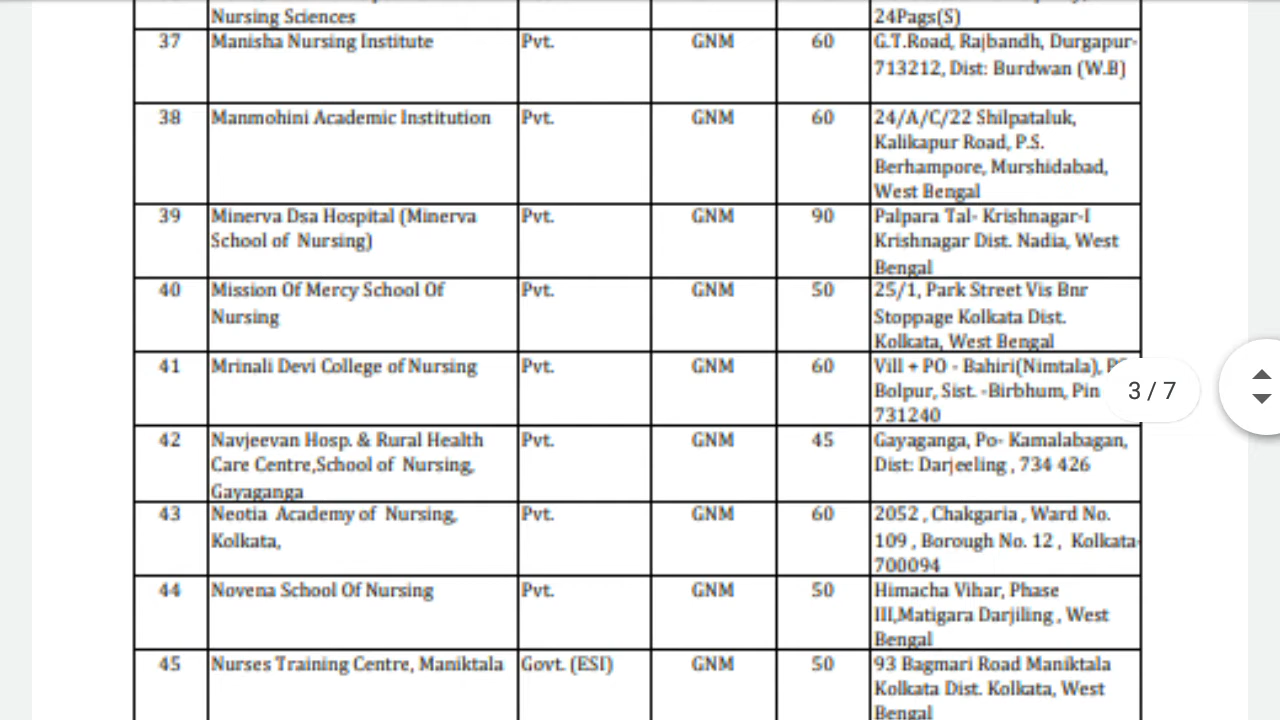 Nursing Sciences 24Pags(S)
37 Manisha Nursing Institute Pvt. GNM 60 G.T.Road, Rajbandh, Durgapur-
713212, Dist: Burdwan (W.B)
38 Manmohini Academic Institution Pvt. GNM 60 24/A/C/22 Shilpataluk,
Kalikapur Road, P.S.
Berhampore, Murshidabad,
West Bengal
39 Minerva Dsa Hospital (Minerva Pvt. GNM 90 Palpara Tal- Krishnagar-I
School of Nursing) Krishnagar Dist. Nadia, West
Bengal
40 Mission Of Mercy School Of Pvt. GNM 50 25/1, Park Street Vis Bnr
Nursing Stoppage Kolkata Dist.
Kolkata, West Bengal
41 Mrinali Devi College of Nursing Pvt. GNM 60 Vill + PO - Bahiri(Nimtala),
Bolpur, Sist. -Birbhum, Pin 3 / 7
731240
42 Navjeevan Hosp. & Rural Health Pvt. GNM 45 Gayaganga, Po- Kamalabagan,
Care Centre,School of Nursing, Dist: Darjeeling , 734 426
Gayaganga
43 Neotia Academy of Nursing, Pvt. GNM 60 2052 , Chakgaria , Ward No.
Kolkata, 109 , Borough No. 12 , Kolkata-
700094
44 Novena School Of Nursing Pvt. GNM 50 Himacha Vihar, Phase
III,Matigara Darjiling , West
Bengal
45 Nurses Training Centre, Maniktala Govt. (ESI) GNM 50 93 Bagmari Road Maniktala
Kolkata Dist. Kolkata, West
Bengal